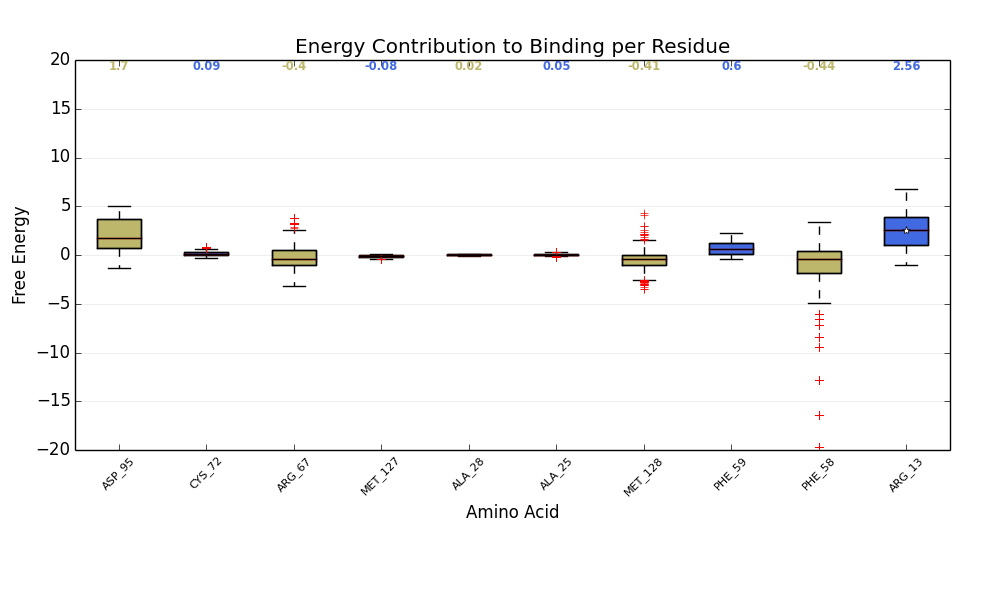 Energy Contribution to Binding per Residue
20
1.7 0.09 -0.4 -0.08 0.02 0.05 -0.41 0.6 -0.44 2.56
15
10
5
0
−5
−10
−15
−20
Free Energy
ASP_95 CYS_72 ARG_67 MET_127 ALA_28 ALA_25 MET_128 PHE_59 PHE_58 ARG_13
Amino Acid